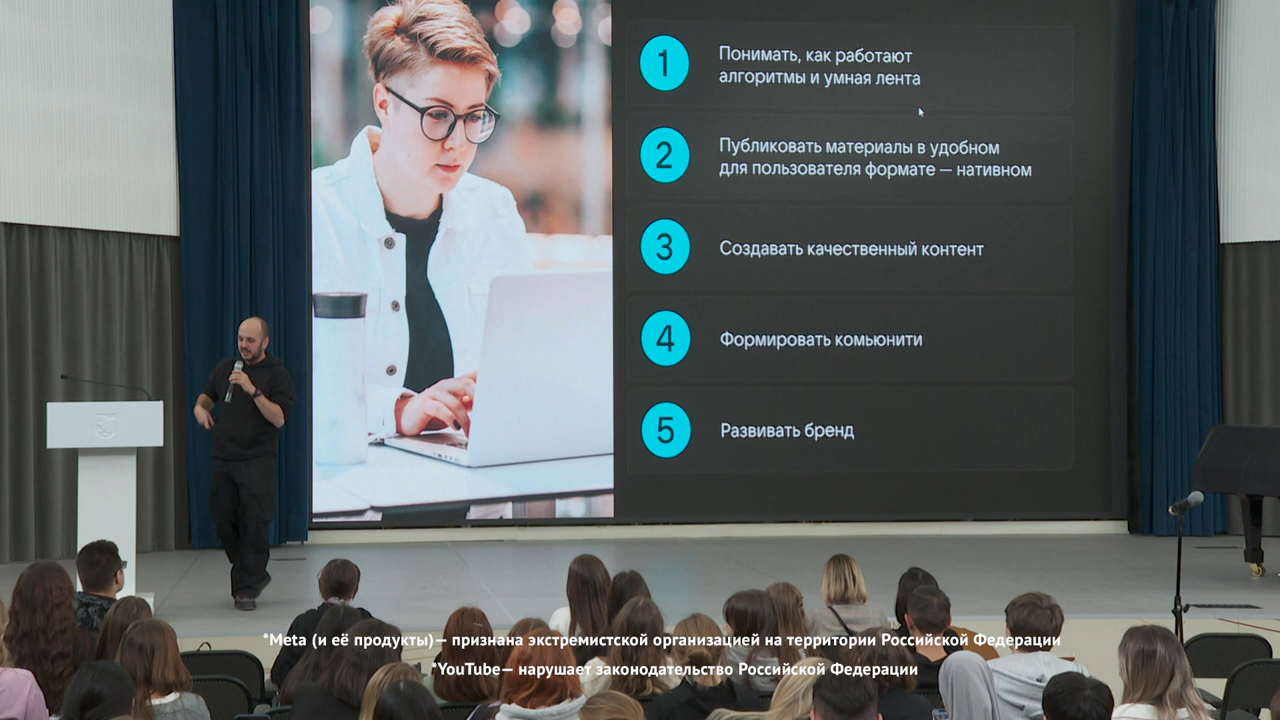 1
Понимать, как работают
алгоритмы и умная лента
2
Публиковать материалы в удобном
для пользователя формате — нативном
3
Создавать качественный контент
4
Формировать комьюнити
5
Развивать бренд
*Meta (и её продукты)— признана экстремистской организацией на территории Российской Федерации
*YouTube— нарушает законодательство Российской Федерации